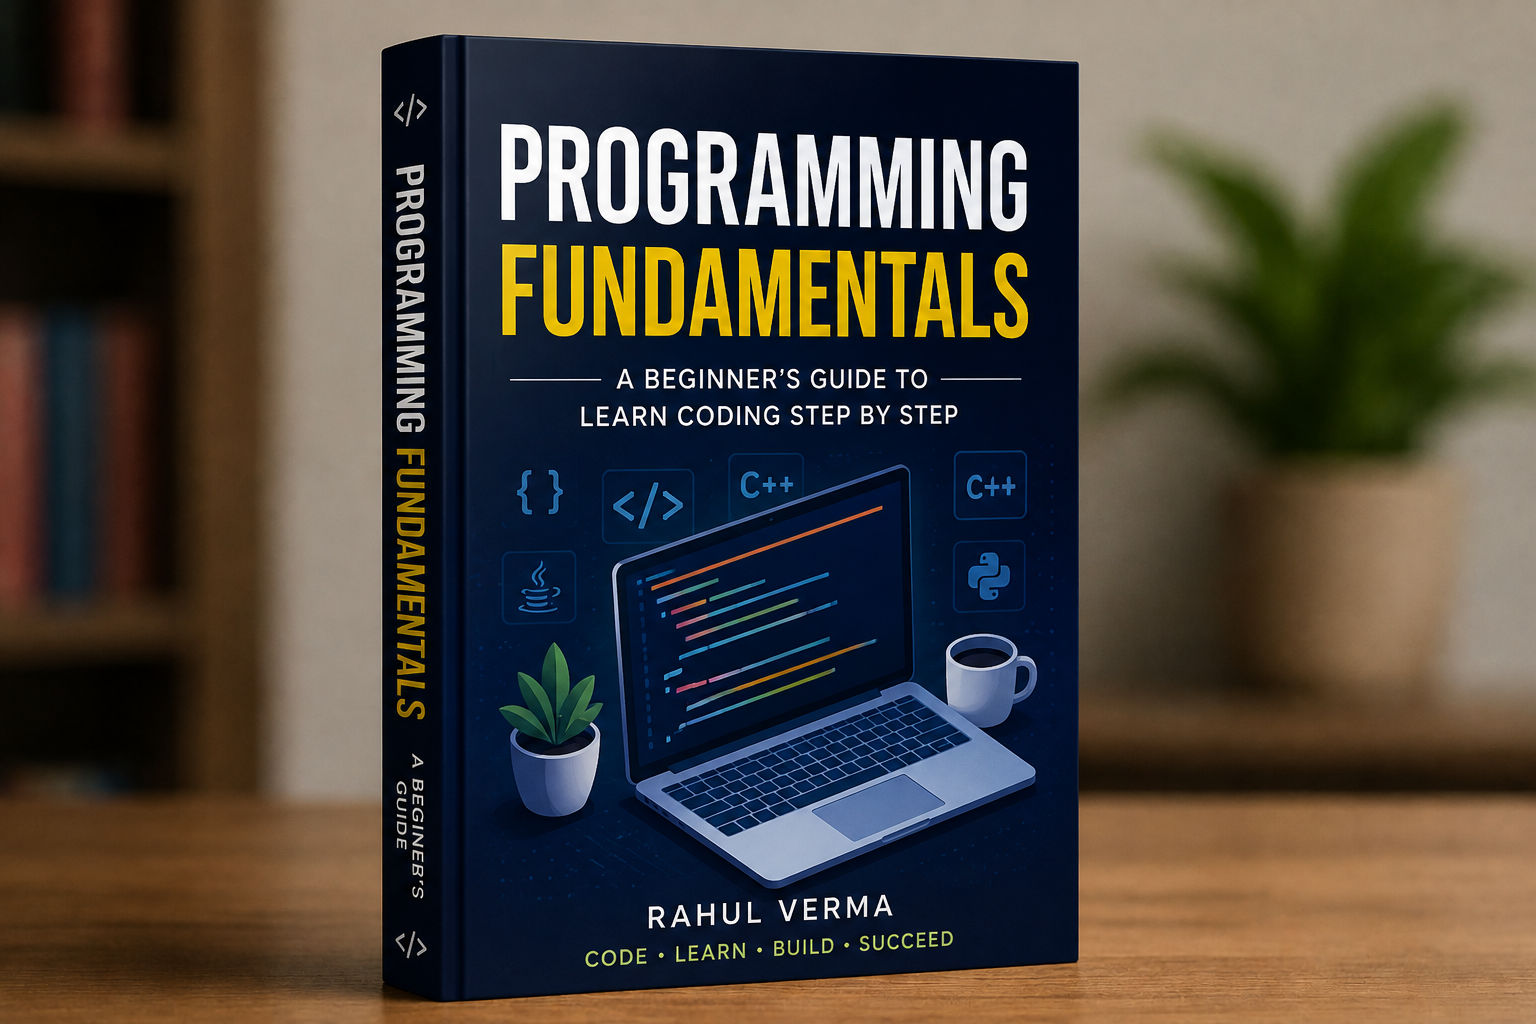 </>
PROGRAMMING FUNDAMENTALS
A BEGINER'S
GUIDE
</>
PROGRAMMING
FUNDAMENTALS
A BEGINNER'S GUIDE TO
LEARN CODING STEP BY STEP
{ } </> C++ C++
RAHUL VERMA
CODE • LEARN • BUILD • SUCCEED